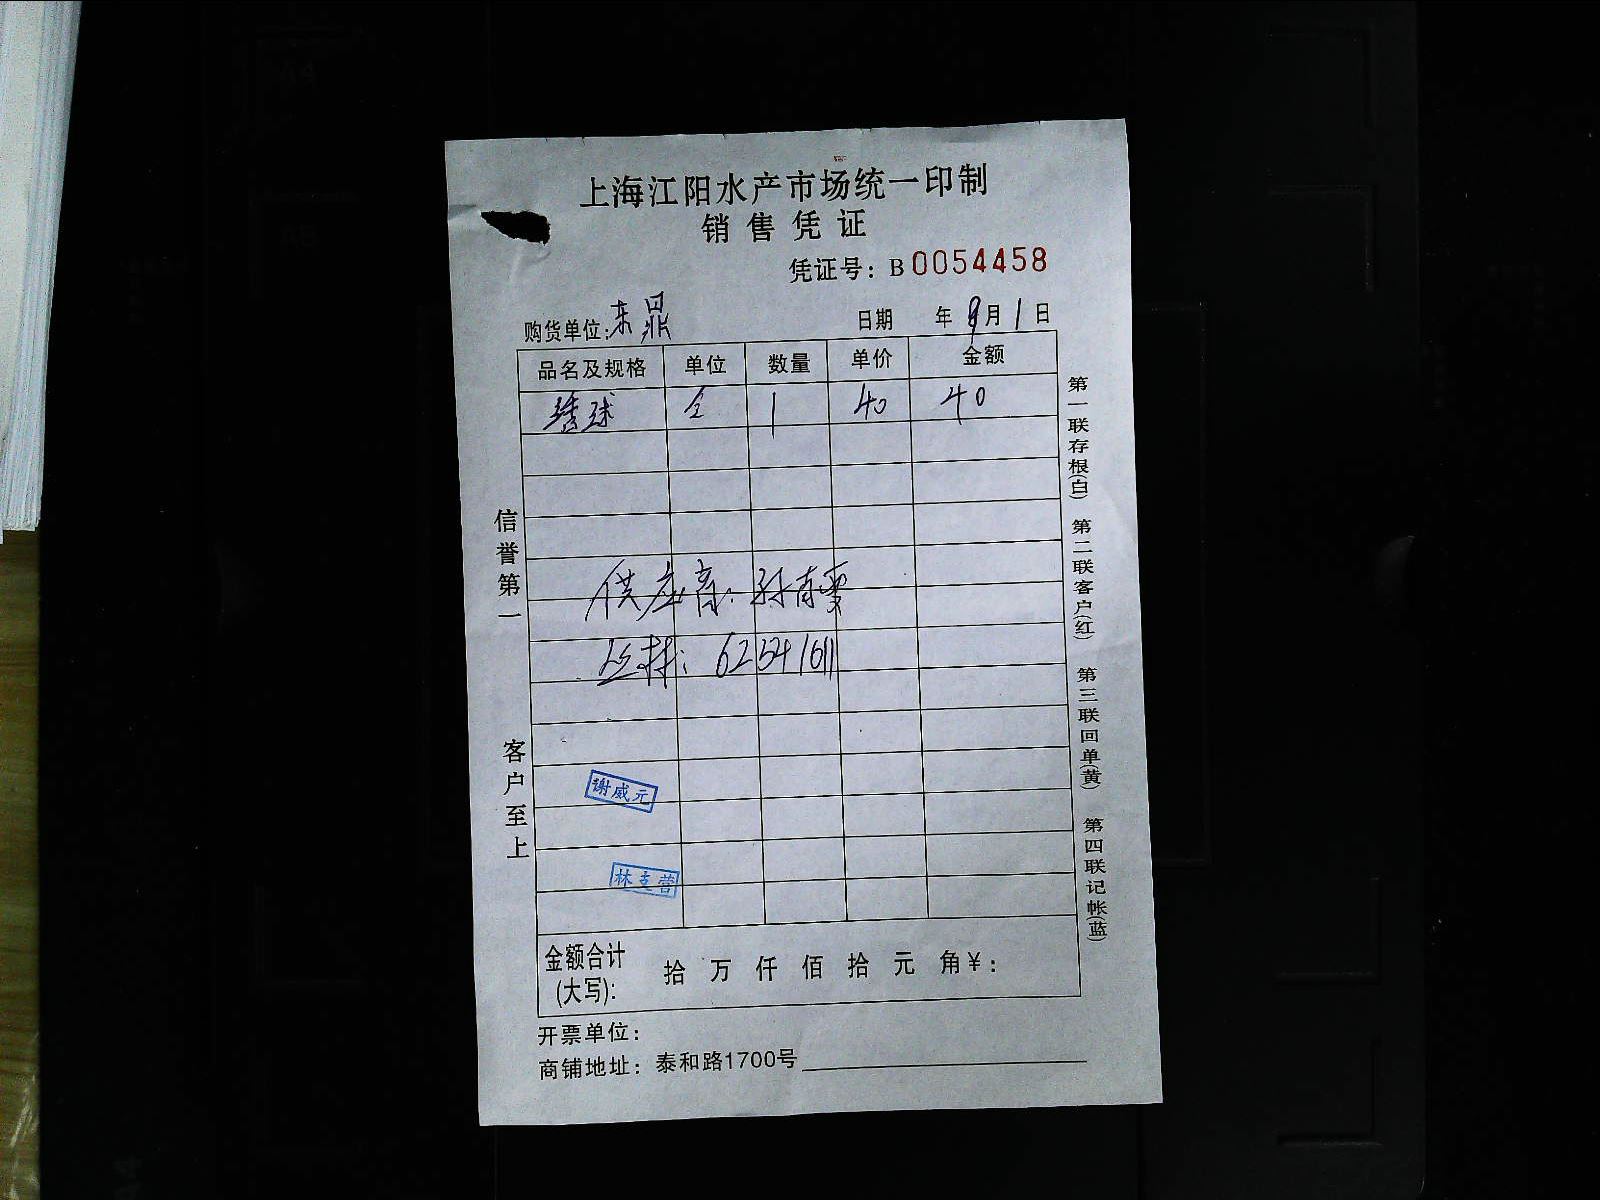 上海江阳水产市场统一印制
销售凭证
凭证号：B0054458
购货单位：东鼎
日期 年9月1日
品名及规格 单位 数量 单价 金额
球 1 40 40
供应商：
62541611
谢威元
林支营
金额合计(大写)： 拾 万 仟 佰 拾 元 角￥：
开票单位：
商铺地址：泰和路1700号
信誉第一
客户至上
第一联存根(白) 第二联客户(红) 第三联回单(黄) 第四联记帐(蓝)